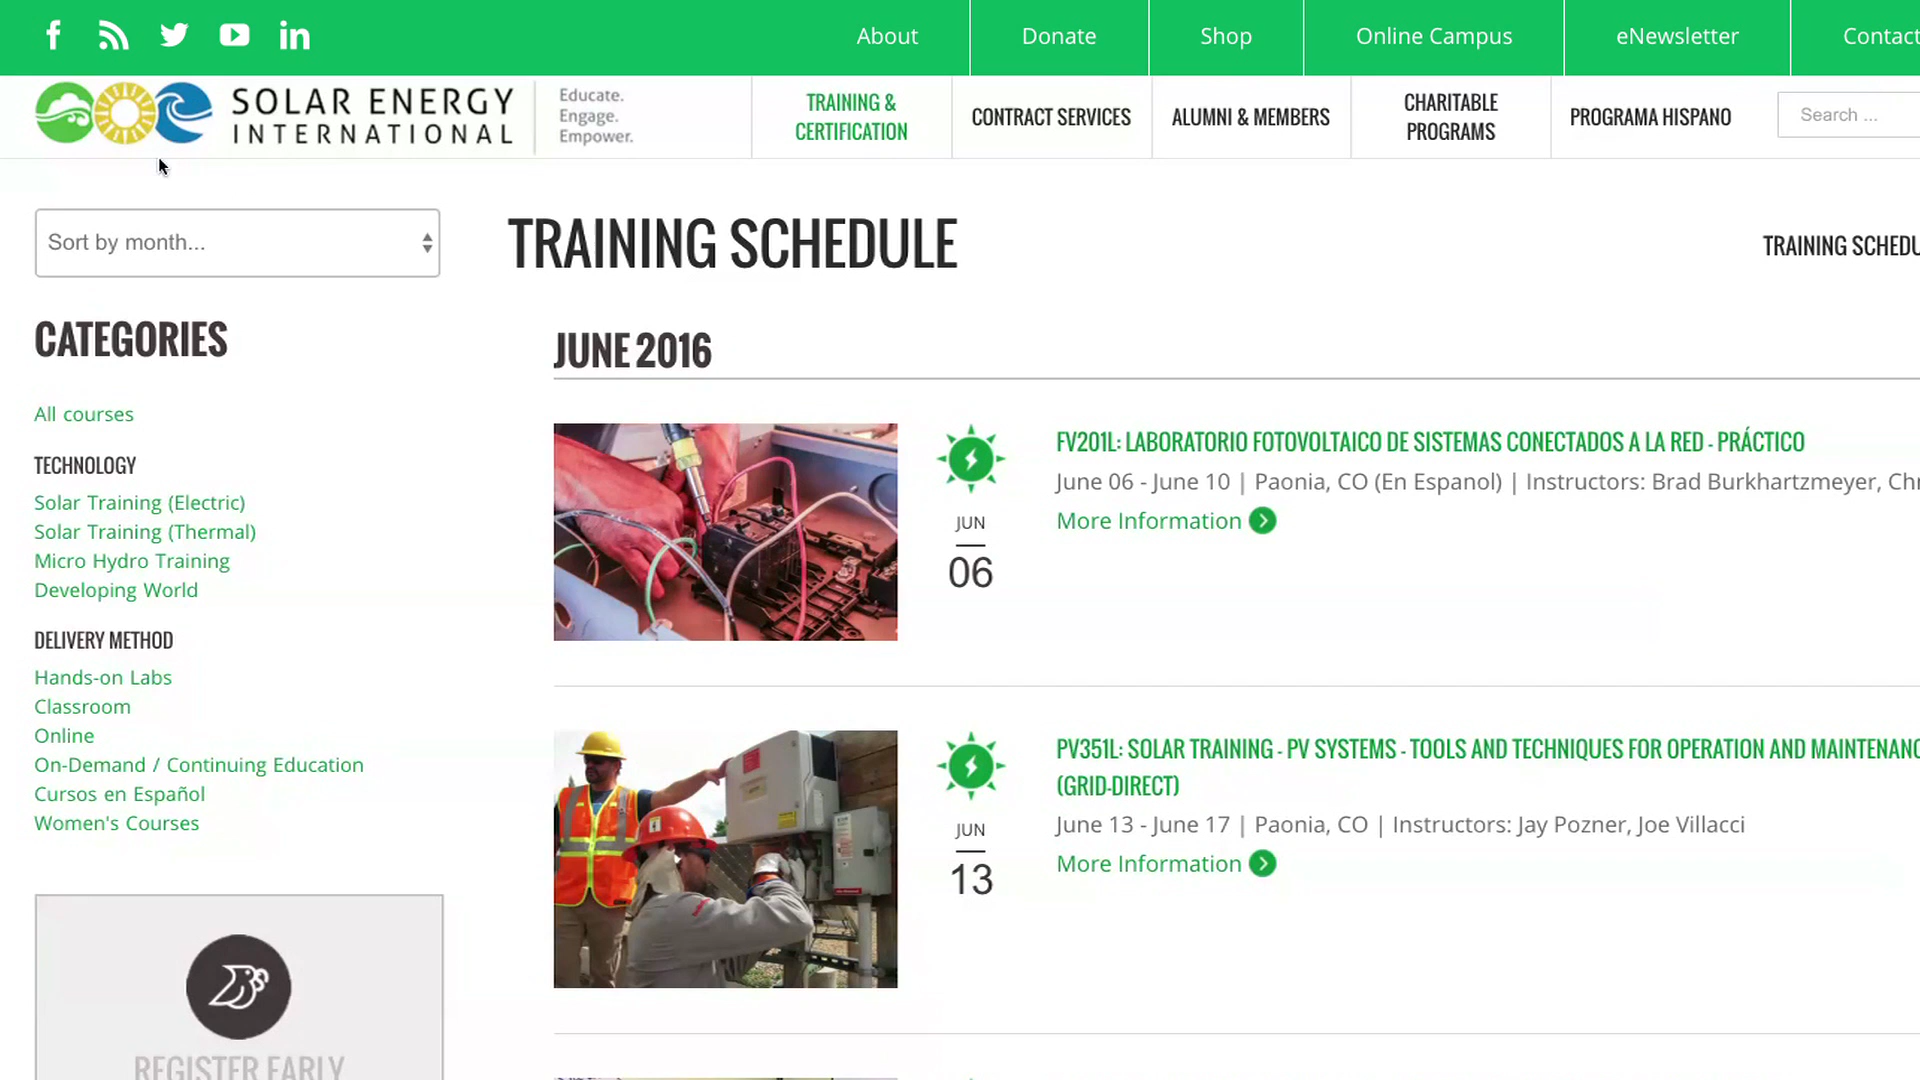 About
Donate
Shop
Online Campus
eNewsletter
Contact
SOLAR ENERGY
INTERNATIONAL
Educate.
Engage.
Empower.
TRAINING &
CERTIFICATION
CONTRACT SERVICES
ALUMNI & MEMBERS
CHARITABLE
PROGRAMS
PROGRAMA HISPANO
Search ...
Sort by month...
TRAINING SCHEDULE
TRAINING SCHEDU
CATEGORIES
All courses
TECHNOLOGY
Solar Training (Electric)
Solar Training (Thermal)
Micro Hydro Training
Developing World
DELIVERY METHOD
Hands-on Labs
Classroom
Online
On-Demand / Continuing Education
Cursos en Español
Women's Courses
REGISTER EARLY
JUNE 2016
JUN
06
FV201L: LABORATORIO FOTOVOLTAICO DE SISTEMAS CONECTADOS A LA RED - PRÁCTICO
June 06 - June 10 | Paonia, CO (En Espanol) | Instructors: Brad Burkhartzmeyer, Chr
More Information
JUN
13
PV351L: SOLAR TRAINING - PV SYSTEMS - TOOLS AND TECHNIQUES FOR OPERATION AND MAINTENANC
(GRID-DIRECT)
June 13 - June 17 | Paonia, CO | Instructors: Jay Pozner, Joe Villacci
More Information